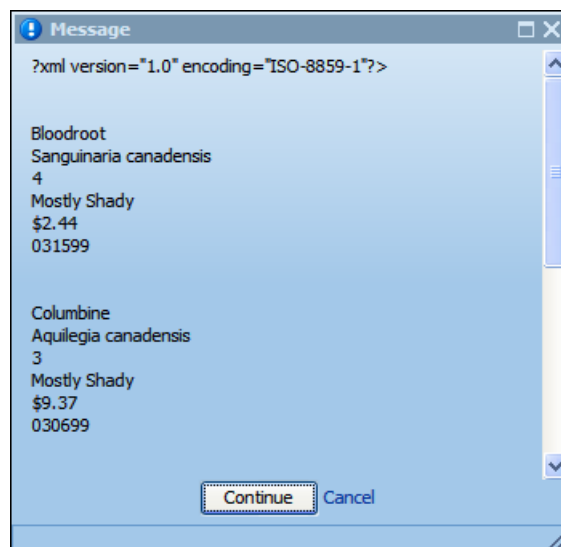 Message
?xml version="1.0" encoding="ISO-8859-1"?>
Bloodroot
Sanguinaria canadensis
4
Mostly Shady
$2.44
031599
Columbine
Aquilegia canadensis
3
Mostly Shady
$9.37
030699
Continue Cancel